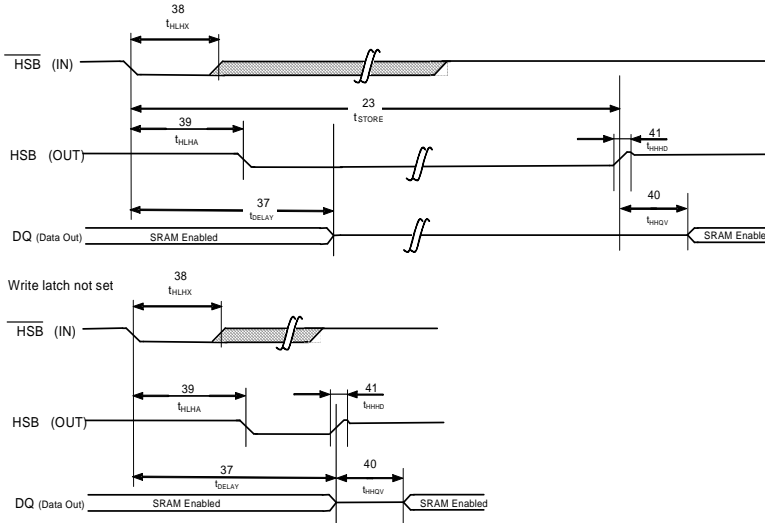 38
tHLHX
HSB (IN)
23
tSTORE
39
tHLHA
41
tHHHD
HSB (OUT)
37
tDELAY
40
tHHQV
DQ (Data Out)
SRAM Enabled
SRAM Enable
Write latch not set
38
tHLHX
HSB (IN)
39
tHLHA
41
tHHHD
HSB (OUT)
37
tDELAY
40
tHHQV
DQ (Data Out)
SRAM Enabled
SRAM Enabled